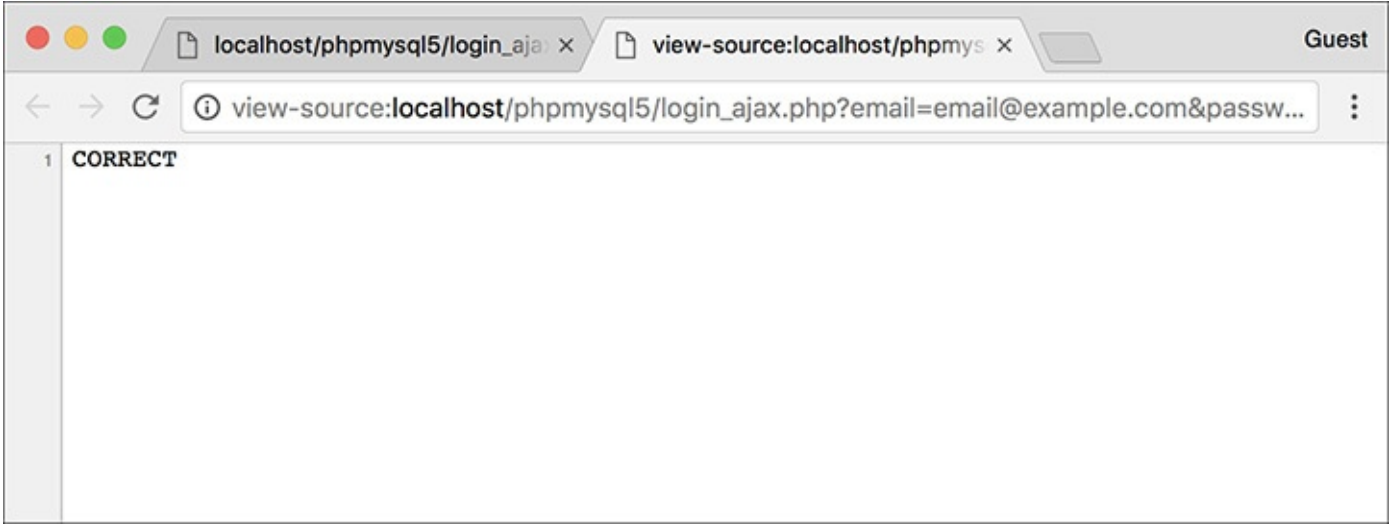 localhost/phpmysql5/login_aja
view-source:localhost/phpmys
Guest
view-source:localhost/phpmysql5/login_ajax.php?email=email@example.com&passw...
1 CORRECT